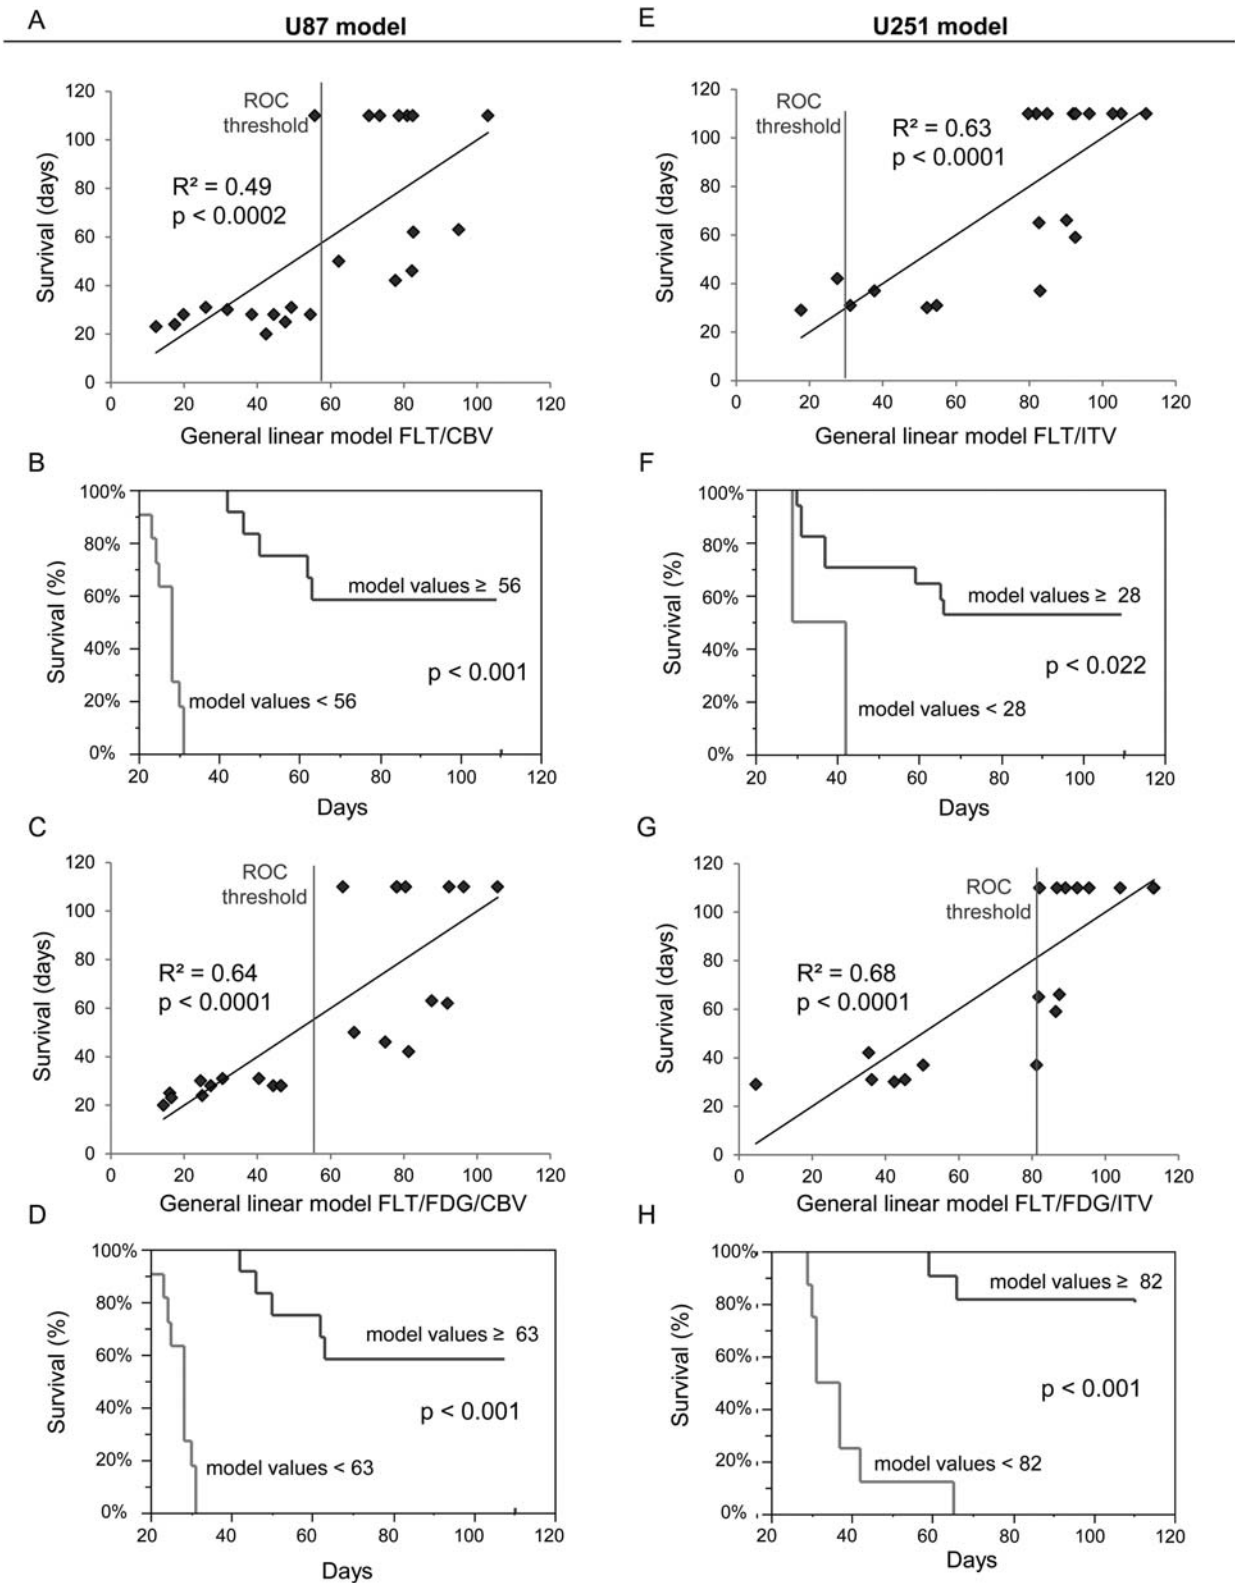 A
U87 model
E
U251 model
120
100
80
60
40
20
0
Survival (days)
ROC
threshold
R² = 0.49
p < 0.0002
0 20 40 60 80 100 120
General linear model FLT/CBV
120
100
80
60
40
20
0
Survival (days)
ROC
threshold
R² = 0.63
p < 0.0001
0 20 40 60 80 100 120
General linear model FLT/ITV
B
100%
80%
60%
40%
20%
0%
Survival (%)
model values ≥ 56
p < 0.001
model values < 56
20 40 60 80 100 120
Days
F
100%
80%
60%
40%
20%
0%
Survival (%)
model values ≥ 28
p < 0.022
model values < 28
20 40 60 80 100 120
Days
C
120
100
80
60
40
20
0
Survival (days)
ROC
threshold
R² = 0.64
p < 0.0001
0 20 40 60 80 100 120
General linear model FLT/FDG/CBV
G
120
100
80
60
40
20
0
Survival (days)
ROC
threshold
R² = 0.68
p < 0.0001
0 20 40 60 80 100 120
General linear model FLT/FDG/ITV
D
100%
80%
60%
40%
20%
0%
Survival (%)
model values ≥ 63
p < 0.001
model values < 63
20 40 60 80 100 120
Days
H
100%
80%
60%
40%
20%
0%
Survival (%)
model values ≥ 82
p < 0.001
model values < 82
20 40 60 80 100 120
Days